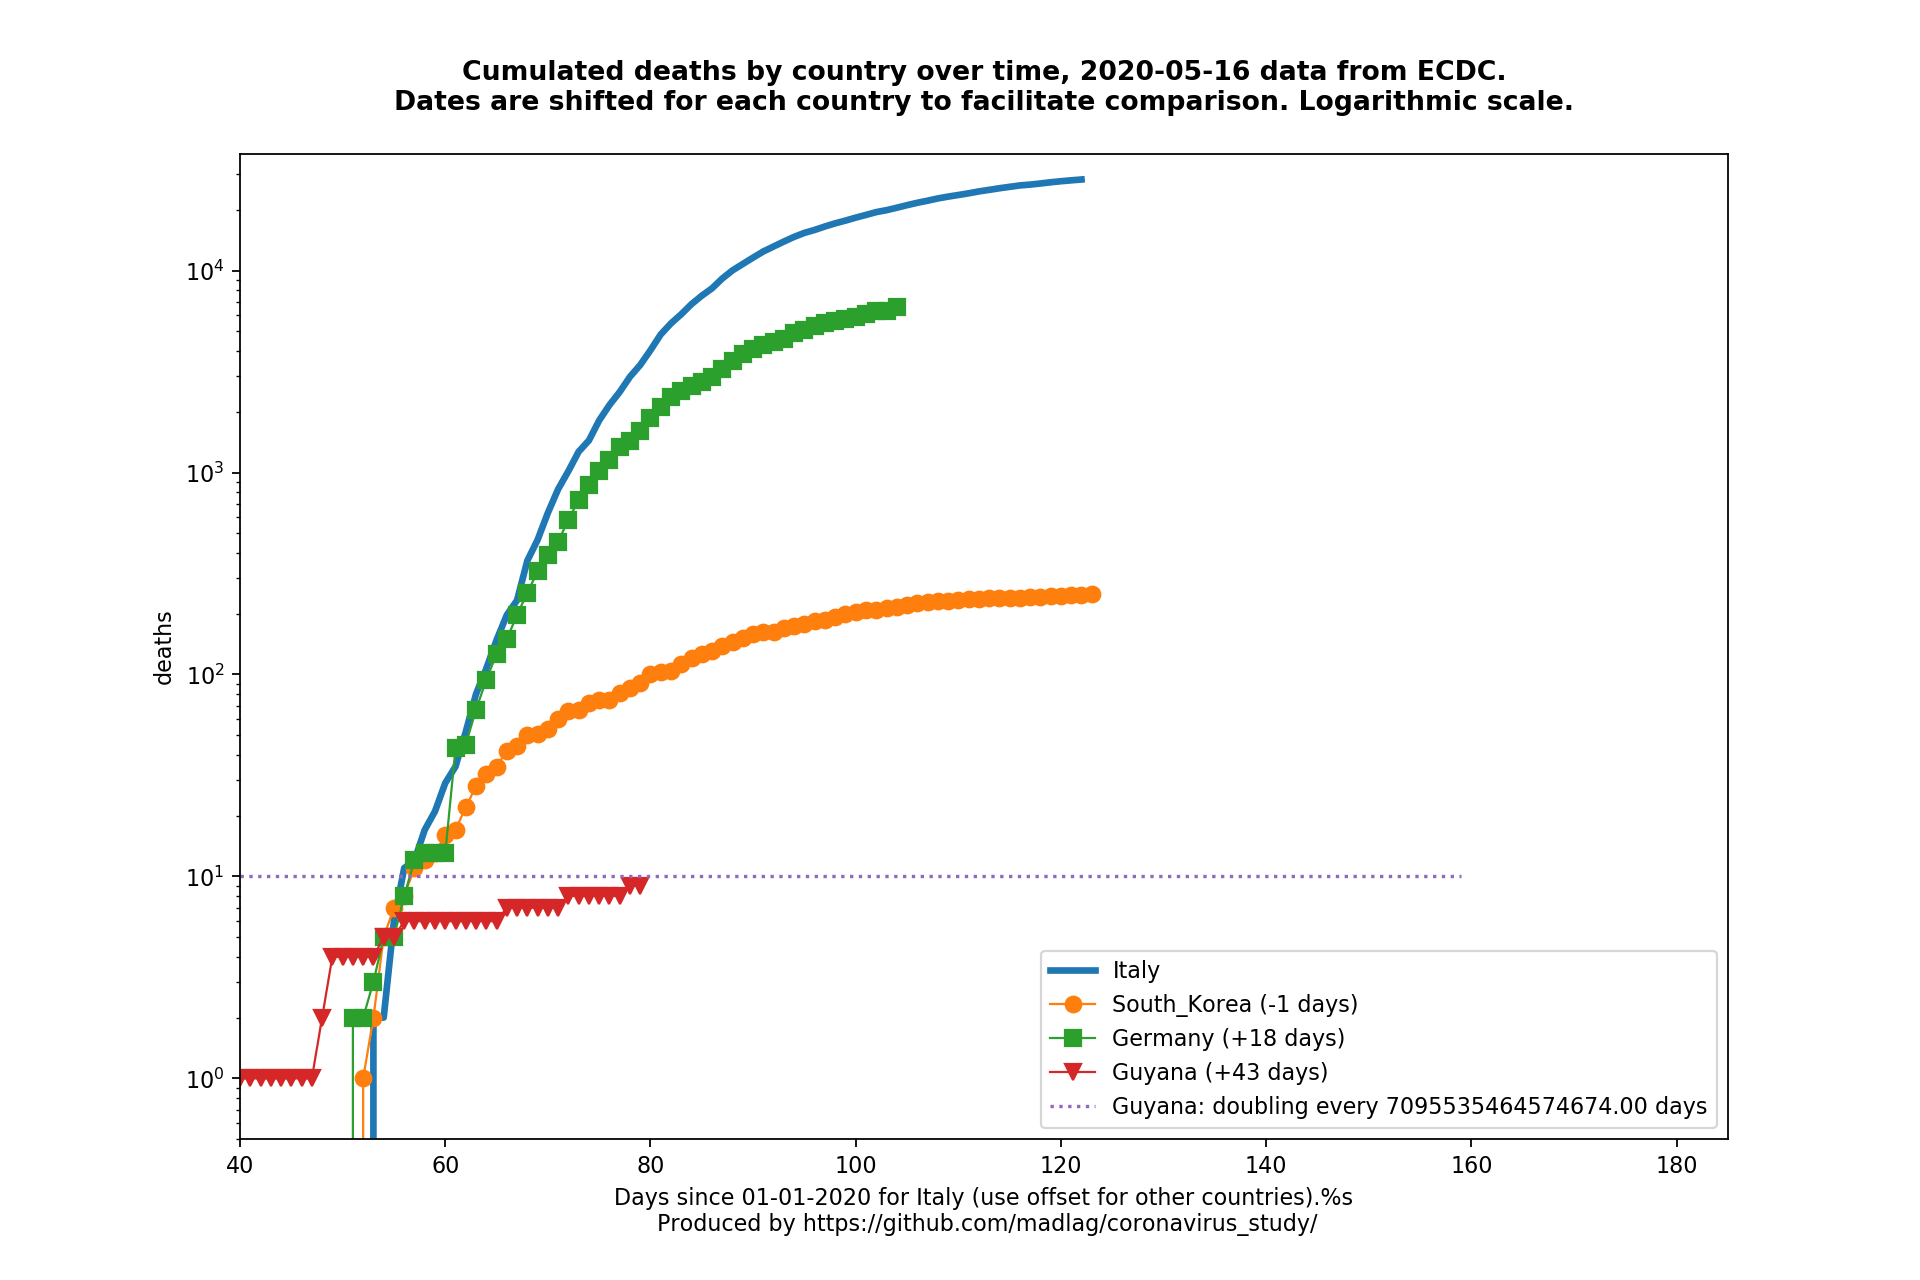 Cumulated deaths by country over time, 2020-05-16 data from ECDC.
Dates are shifted for each country to facilitate comparison. Logarithmic scale.
deaths
10⁴
10³
10²
10¹
10⁰
40 60 80 100 120 140 160 180
Italy
South_Korea (-1 days)
Germany (+18 days)
Guyana (+43 days)
Guyana: doubling every 7095535464574674.00 days
Days since 01-01-2020 for Italy (use offset for other countries).%s
Produced by https://github.com/madlag/coronavirus_study/